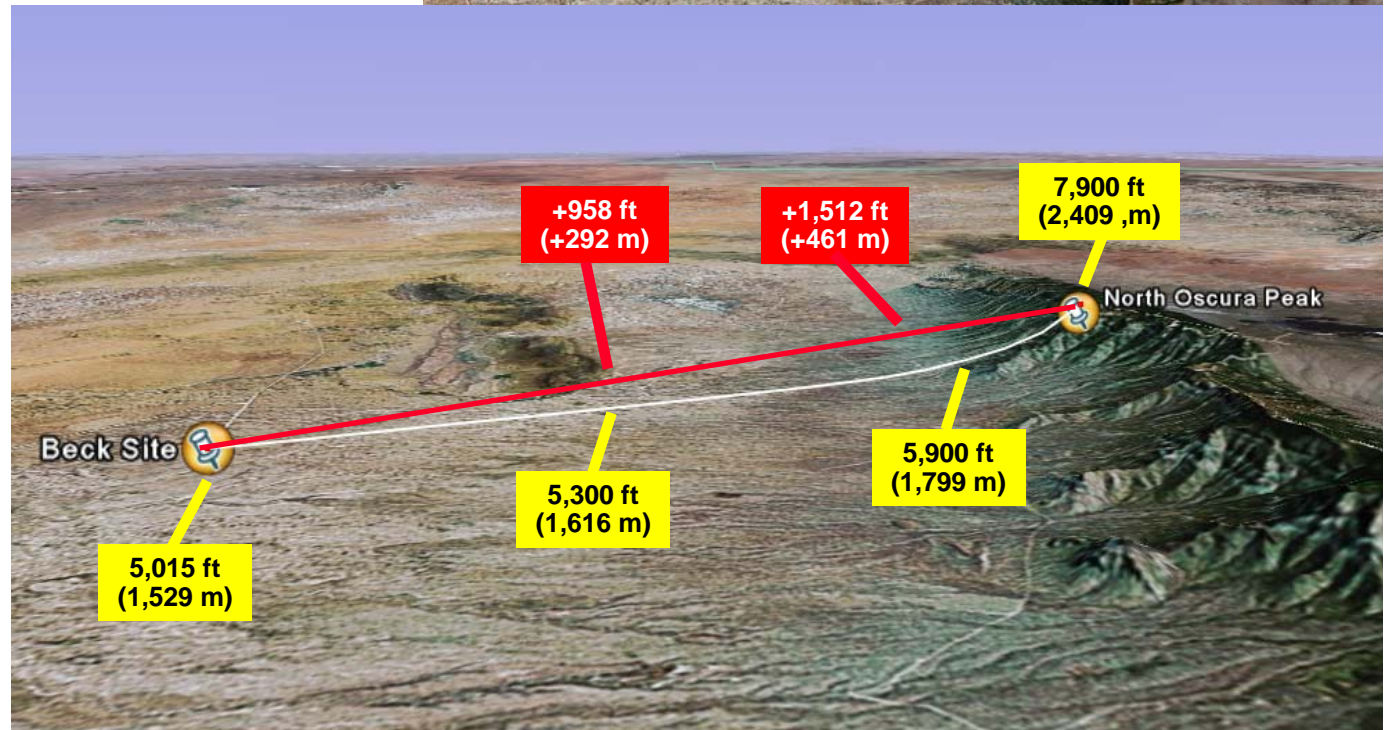 7,900 ft
(2,409 ,m)
+958 ft
(+292 m)
+1,512 ft
(+461 m)
North Oscura Peak
Beck Site
5,900 ft
(1,799 m)
5,300 ft
(1,616 m)
5,015 ft
(1,529 m)